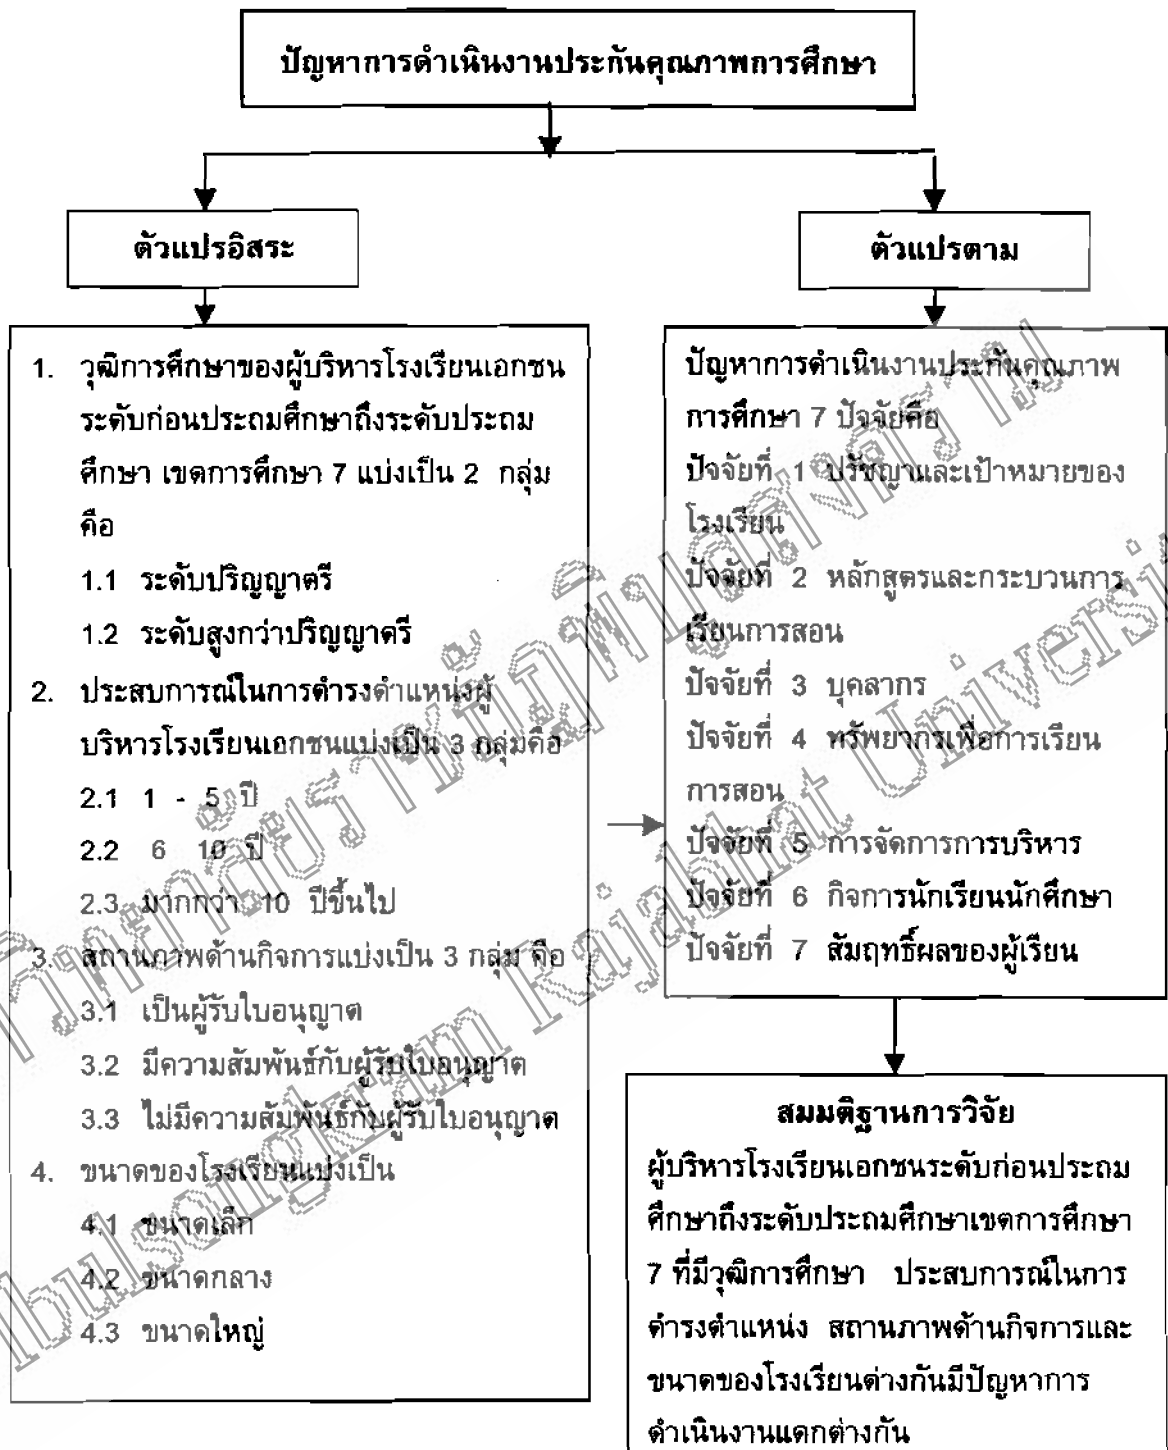 ปัญหาการดำเนินงานประกันคุณภาพการศึกษา
ตัวแปรอิสระ
1. วุฒิการศึกษาของผู้บริหารโรงเรียนเอกชน
ระดับก่อนประถมศึกษาถึงระดับประถม
ศึกษา เขตการศึกษา 7 แบ่งเป็น 2 กลุ่ม
คือ
1.1 ระดับปริญญาตรี
1.2 ระดับสูงกว่าปริญญาตรี
2. ประสบการณ์ในการดำรงตำแหน่งผู้
บริหารโรงเรียนเอกชนแบ่งเป็น 3 กลุ่มคือ
2.1 1 - 5 ปี
2.2 6 10 ปี
2.3 มากกว่า 10 ปีขึ้นไป
3. สถานภาพด้านกิจการแบ่งเป็น 3 กลุ่ม คือ
3.1 เป็นผู้รับใบอนุญาต
3.2 มีความสัมพันธ์กับผู้รับใบอนุญาต
3.3 ไม่มีความสัมพันธ์กับผู้รับใบอนุญาต
4. ขนาดของโรงเรียนแบ่งเป็น
4.1 ขนาดเล็ก
4.2 ขนาดกลาง
4.3 ขนาดใหญ่
ตัวแปรตาม
ปัญหาการดำเนินงานประกันคุณภาพ
การศึกษา 7 ปัจจัยคือ
ปัจจัยที่ 1 ปรัชญาและเป้าหมายของ
โรงเรียน
ปัจจัยที่ 2 หลักสูตรและกระบวนการ
เรียนการสอน
ปัจจัยที่ 3 บุคลากร
ปัจจัยที่ 4 ทรัพยากรเพื่อการเรียน
การสอน
ปัจจัยที่ 5 การจัดการการบริหาร
ปัจจัยที่ 6 กิจการนักเรียนนักศึกษา
ปัจจัยที่ 7 สัมฤทธิ์ผลของผู้เรียน
สมมติฐานการวิจัย
ผู้บริหารโรงเรียนเอกชนระดับก่อนประถม
ศึกษาถึงระดับประถมศึกษาเขตการศึกษา
7 ที่มีวุฒิการศึกษา ประสบการณ์ในการ
ดำรงตำแหน่ง สถานภาพด้านกิจการและ
ขนาดของโรงเรียนต่างกันมีปัญหาการ
ดำเนินงานแตกต่างกัน
วิทยาลัยราชภัฏพิบูลสงคราม
Rajabhat